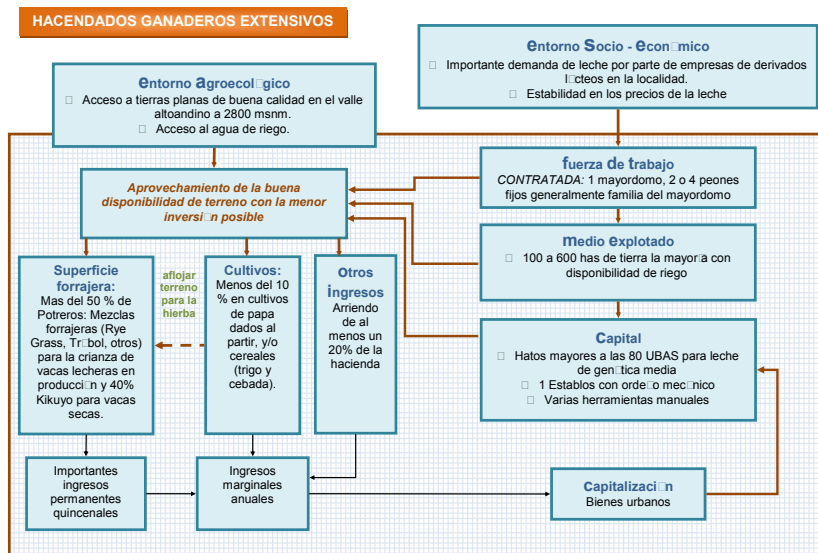 HACENDADOS GANADEROS EXTENSIVOS
entorno Socio - econ□mico
□ Importante demanda de leche por parte de empresas de derivados
l□cteos en la localidad.
□ Estabilidad en los precios de la leche
entorno agroecol□gico
□ Acceso a tierras planas de buena calidad en el valle
altoandino a 2800 msnm.
□ Acceso al agua de riego.
fuerza de trabajo
CONTRATADA: 1 mayordomo, 2 o 4 peones
fijos generalmente familia del mayordomo
Aprovechamiento de la buena
disponibilidad de terreno con la menor
inversi□n posible
medio explotado
□ 100 a 600 has de tierra la mayor□a con
disponibilidad de riego
Superficie
forrajera:
Mas del 50 % de
Potreros: Mezclas
forrajeras (Rye
Grass, Tr□bol, otros)
para la crianza de
vacas lecheras en
producci□n y 40%
Kikuyo para vacas
secas.
aflojar
terreno
para la
hierba
Cultivos:
Menos del 10
% en cultivos
de papa
dados al
partir, y/o
cereales
(trigo y
cebada).
otros
ingresos
Arriendo
de al
menos un
20% de la
hacienda
Capital
□ Hatos mayores a las 80 UBAS para leche
de gen□tica media
□ 1 Establos con orde□o mec□nico
□ Varias herramientas manuales
Importantes
ingresos
permanentes
quincenales
Ingresos
marginales
anuales
Capitalizaci□n
Bienes urbanos